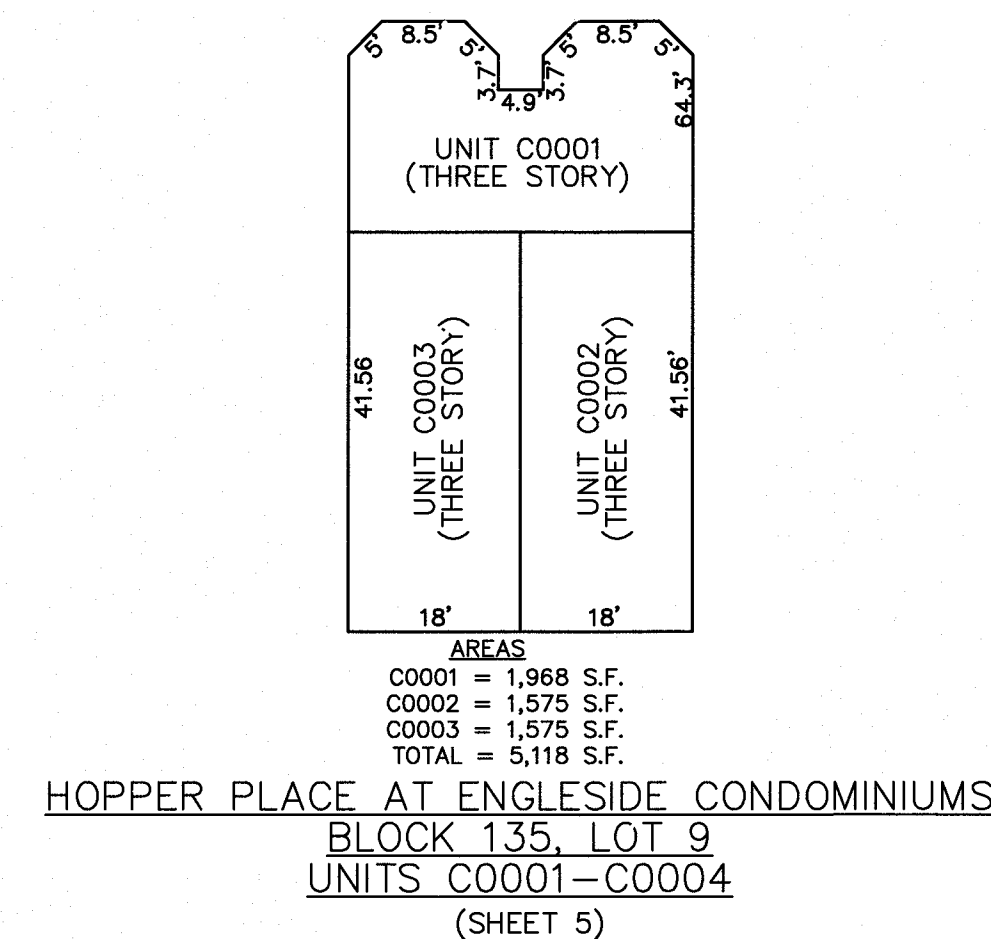 5' 8.5' 5' 5' 8.5' 5'
3.7' 4.9' 3.7' 64.3'
UNIT C0001
(THREE STORY)
41.56
UNIT C0003
(THREE STORY)
UNIT C0002
(THREE STORY)
41.56'
18' 18'
AREAS
C0001 = 1,968 S.F.
C0002 = 1,575 S.F.
C0003 = 1,575 S.F.
TOTAL = 5,118 S.F.
HOPPER PLACE AT ENGLESIDE CONDOMINIUMS
BLOCK 135, LOT 9
UNITS C0001-C0004
(SHEET 5)